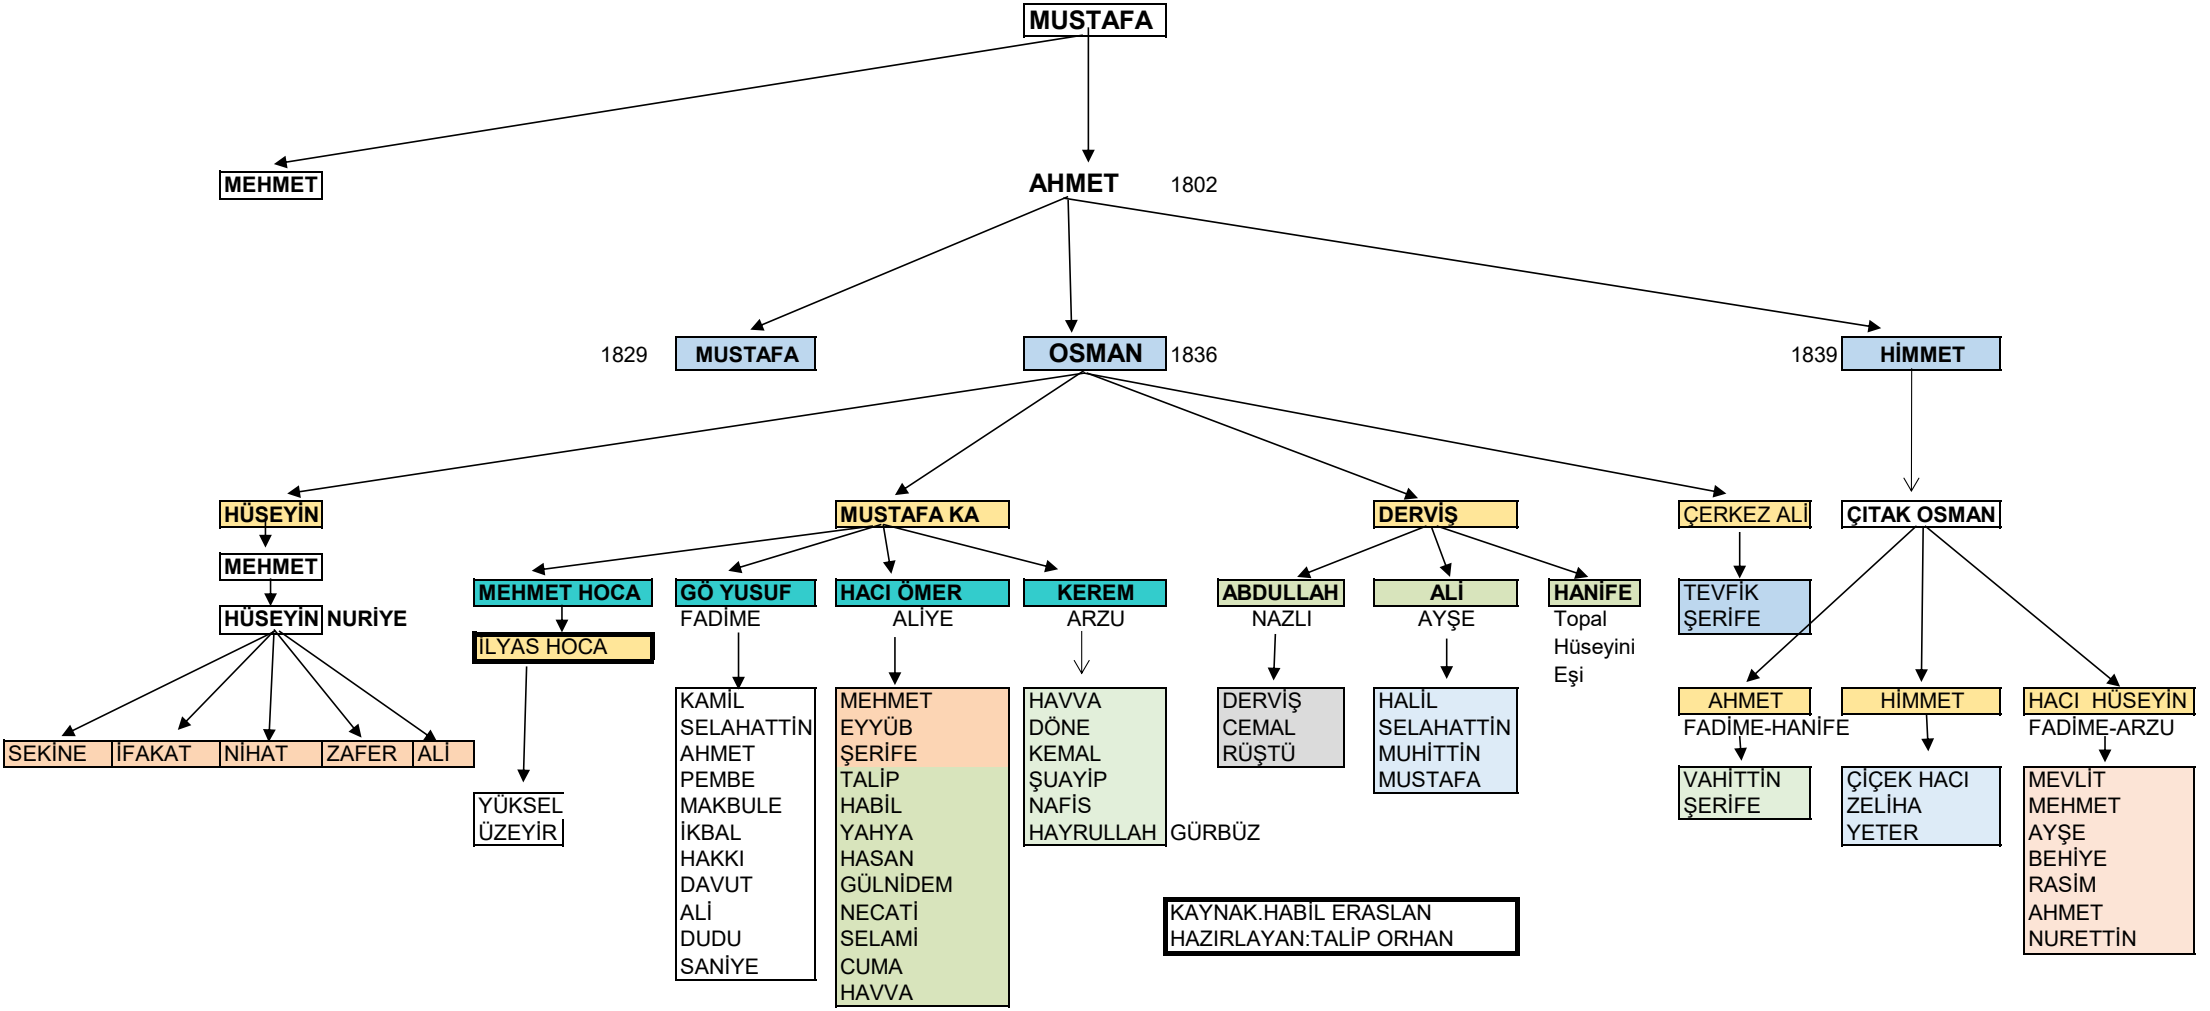 MUSTAFA
MEHMET
AHMET 1802
1829 MUSTAFA
OSMAN 1836
1839 HİMMET
HÜSEYİN
MUSTAFA KA
DERVİŞ
ÇERKEZ ALİ
ÇITAK OSMAN
MEHMET
HÜSEYİN NURİYE
SEKİNE İFAKAT NİHAT ZAFER ALİ
MEHMET HOCA
İLYAS HOCA
YÜKSEL
ÜZEYİR
GÖ YUSUF
FADİME
KAMİL
SELAHATTİN
AHMET
PEMBE
MAKBULE
İKBAL
HAKKI
DAVUT
ALİ
DUDU
SANİYE
HACI ÖMER
ALİYE
MEHMET
EYYÜB
ŞERİFE
TALİP
HABİL
YAHYA
HASAN
GÜLNİDEM
NECATİ
SELAMİ
CUMA
HAVVA
KEREM
ARZU
HAVVA
DÖNE
KEMAL
ŞUAYİP
NAFİS
HAYRULLAH GÜRBÜZ
ABDULLAH
NAZLI
DERVİŞ
CEMAL
RÜŞTÜ
ALİ
AYŞE
HALİL
SELAHATTİN
MUHİTTİN
MUSTAFA
HANİFE
Topal
Hüseyini
Eşi
TEVFİK
ŞERİFE
AHMET
FADİME-HANİFE
VAHİTTİN
ŞERİFE
HİMMET
ÇİÇEK HACI
ZELİHA
YETER
HACI HÜSEYİN
FADİME-ARZU
MEVLİT
MEHMET
AYŞE
BEHİYE
RASİM
AHMET
NURETTİN
KAYNAK.HABİL ERASLAN
HAZIRLAYAN:TALİP ORHAN